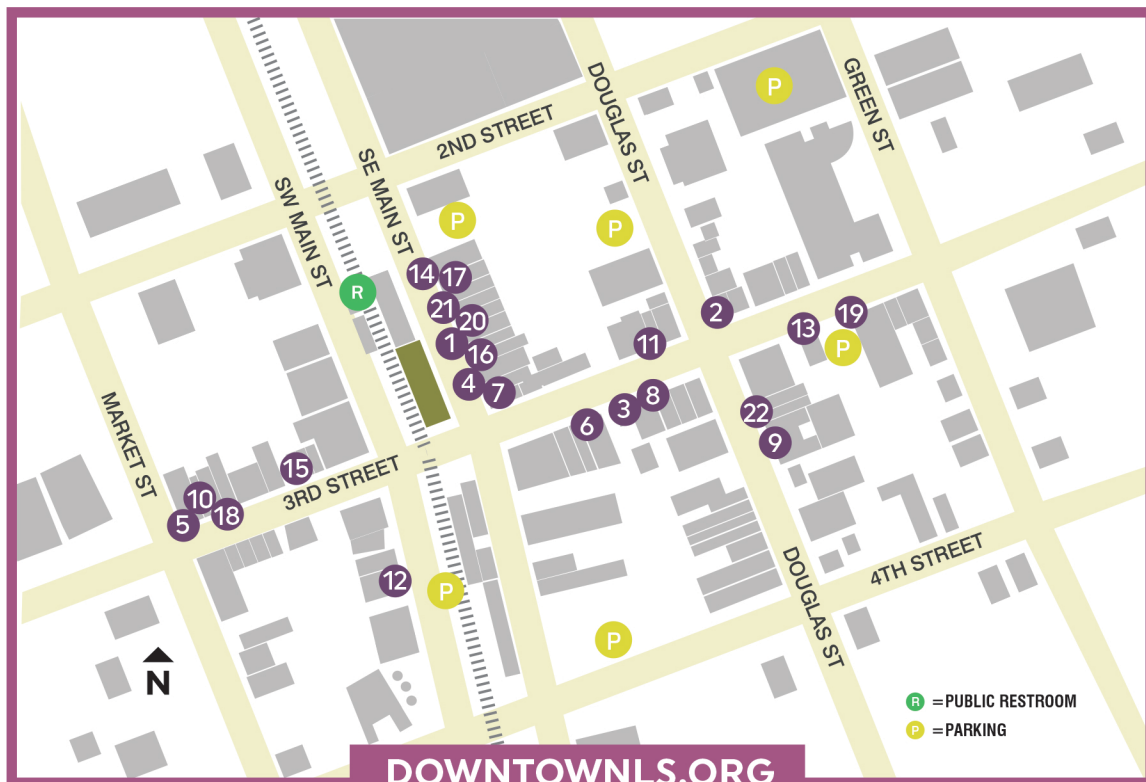 P
GREEN ST
DOUGLAS ST
2ND STREET
SE MAIN ST
SW MAIN ST
P
P
14
17
R
21
20
2
19
13
1
16
11
P
4
7
8
3
22
6
9
MARKET ST
15
3RD STREET
10
18
5
12
P
4TH STREET
DOUGLAS ST
P
N
R =PUBLIC RESTROOM
P =PARKING
DOWNTOWNLS.ORG